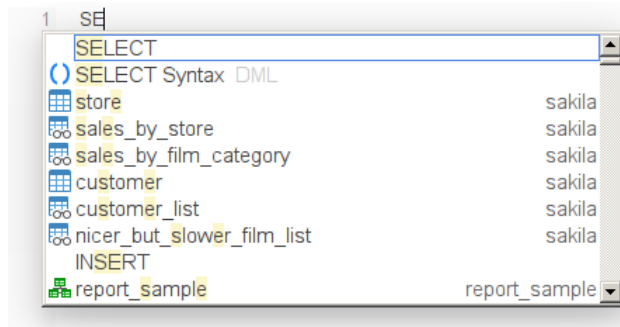 1 SE
SELECT
SELECT Syntax DML
store sakila
sales_by_store sakila
sales_by_film_category sakila
customer sakila
customer_list sakila
nicer_but_slower_film_list sakila
INSERT
report_sample report_sample